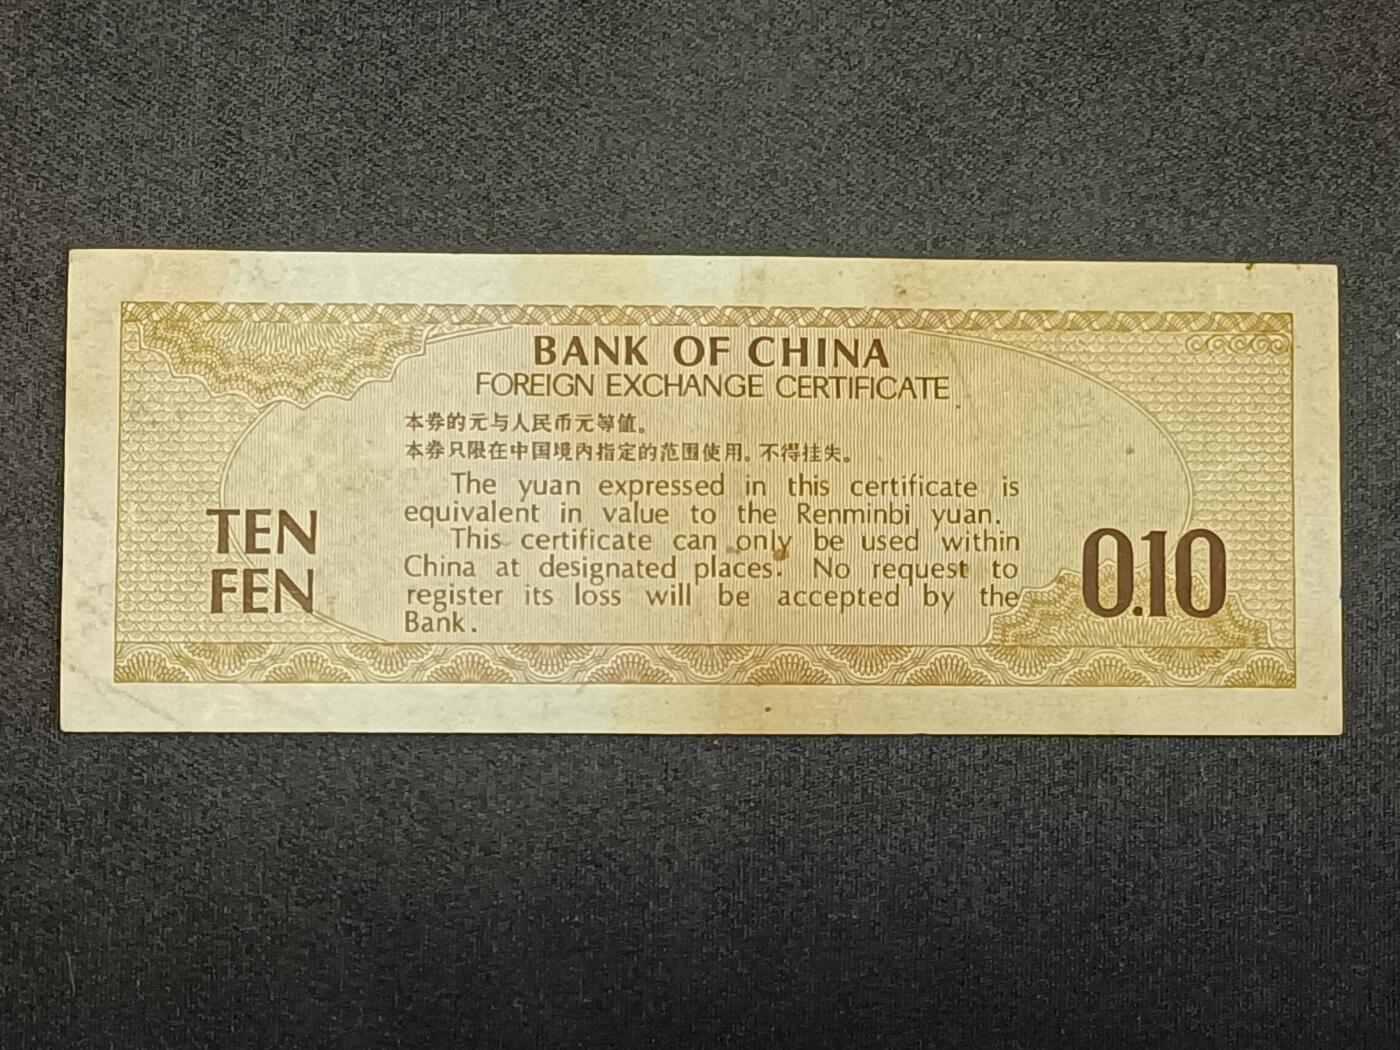 BANK OF CHINA
FOREIGN EXCHANGE CERTIFICATE
本券的元与人民币元等值。
本券只限在中国境内指定的范围使用。不得挂失。
The yuan expressed in this certificate is
equivalent in value to the Renminbi yuan.
This certificate can only be used within
China at designated places. No request to
register its loss will be accepted by the
Bank.
TEN
FEN
0.10